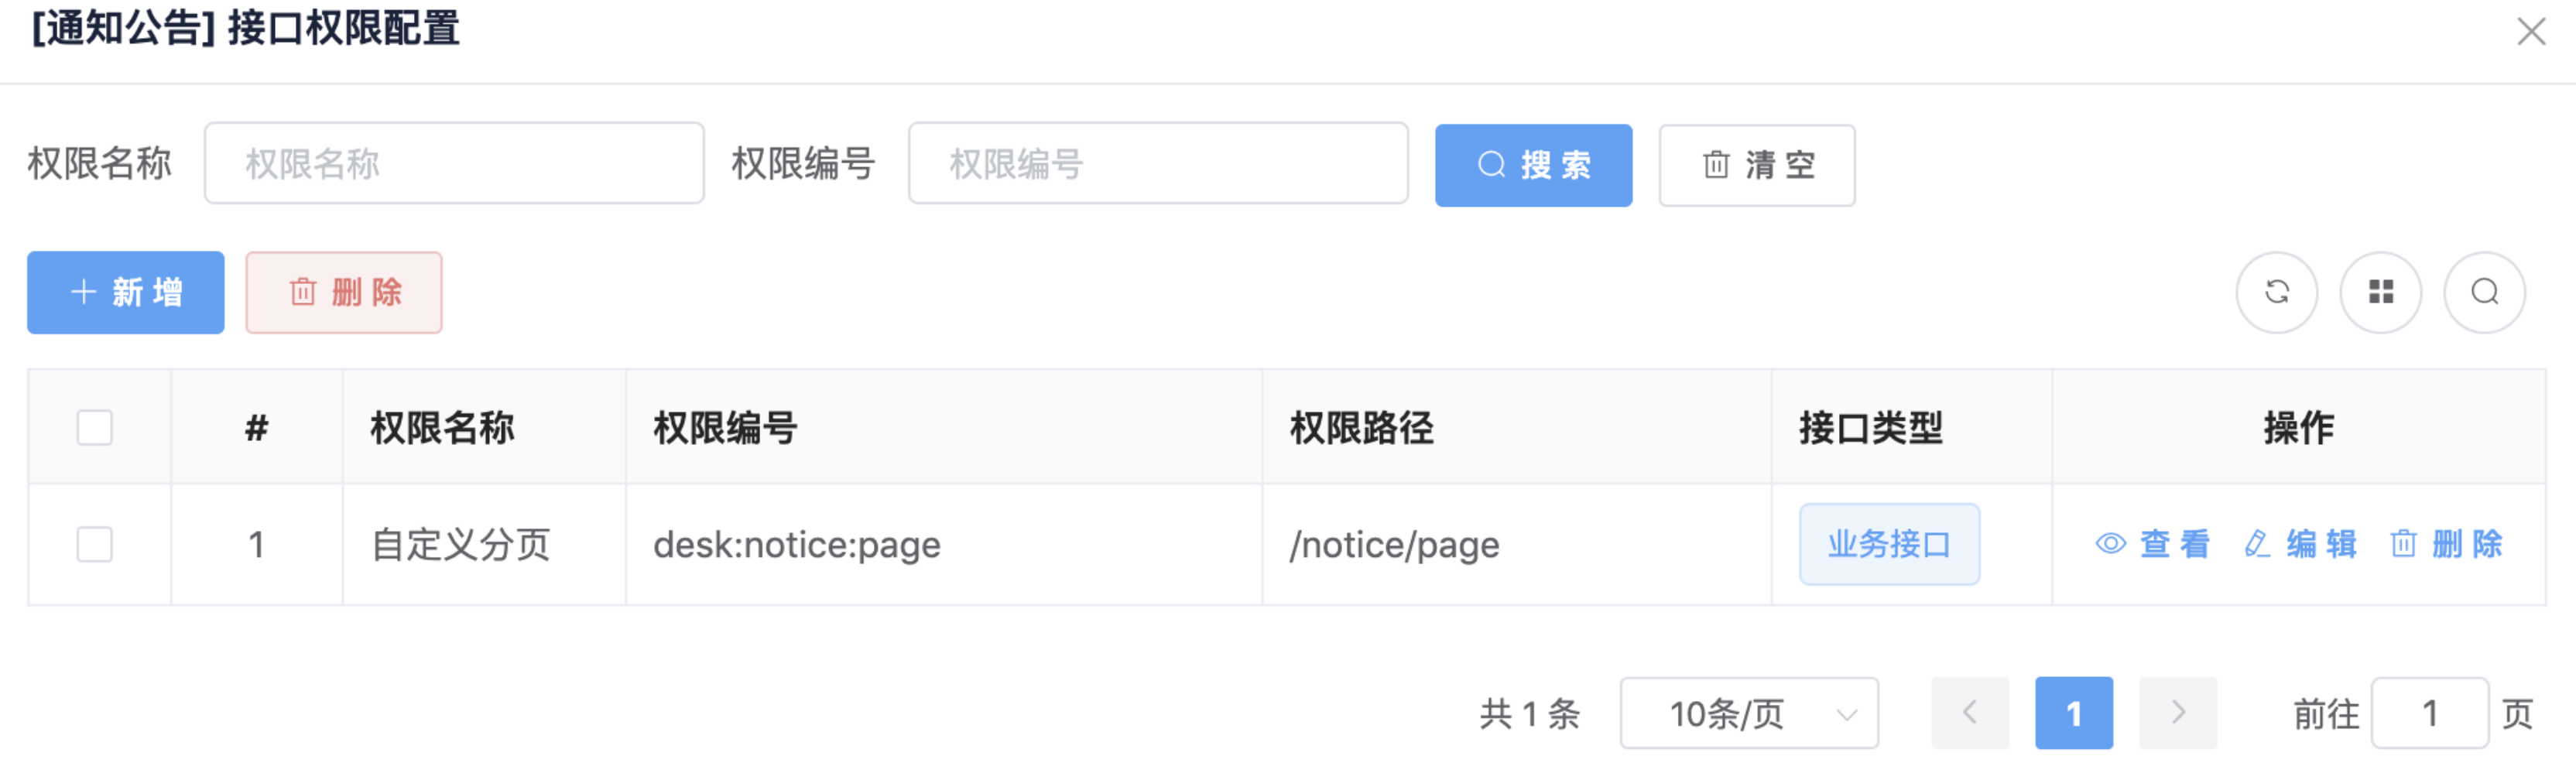 [通知公告] 接口权限配置
权限名称 权限名称 权限编号 权限编号 搜 索 清 空
新 增 删 除
# 权限名称 权限编号 权限路径 接口类型 操作
1 自定义分页 desk:notice:page /notice/page 业务接口 查 看 编 辑 删 除
共 1 条 10条/页 1 前往 1 页